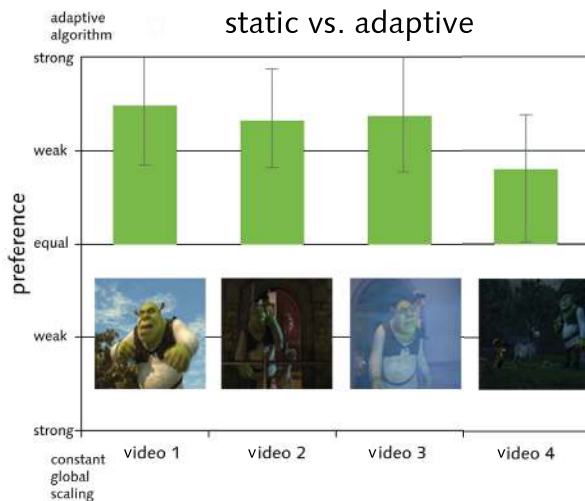 static vs. adaptive
adaptive
algorithm
strong
weak
equal
weak
strong
preference
constant
global
scaling
video 1
video 2
video 3
video 4